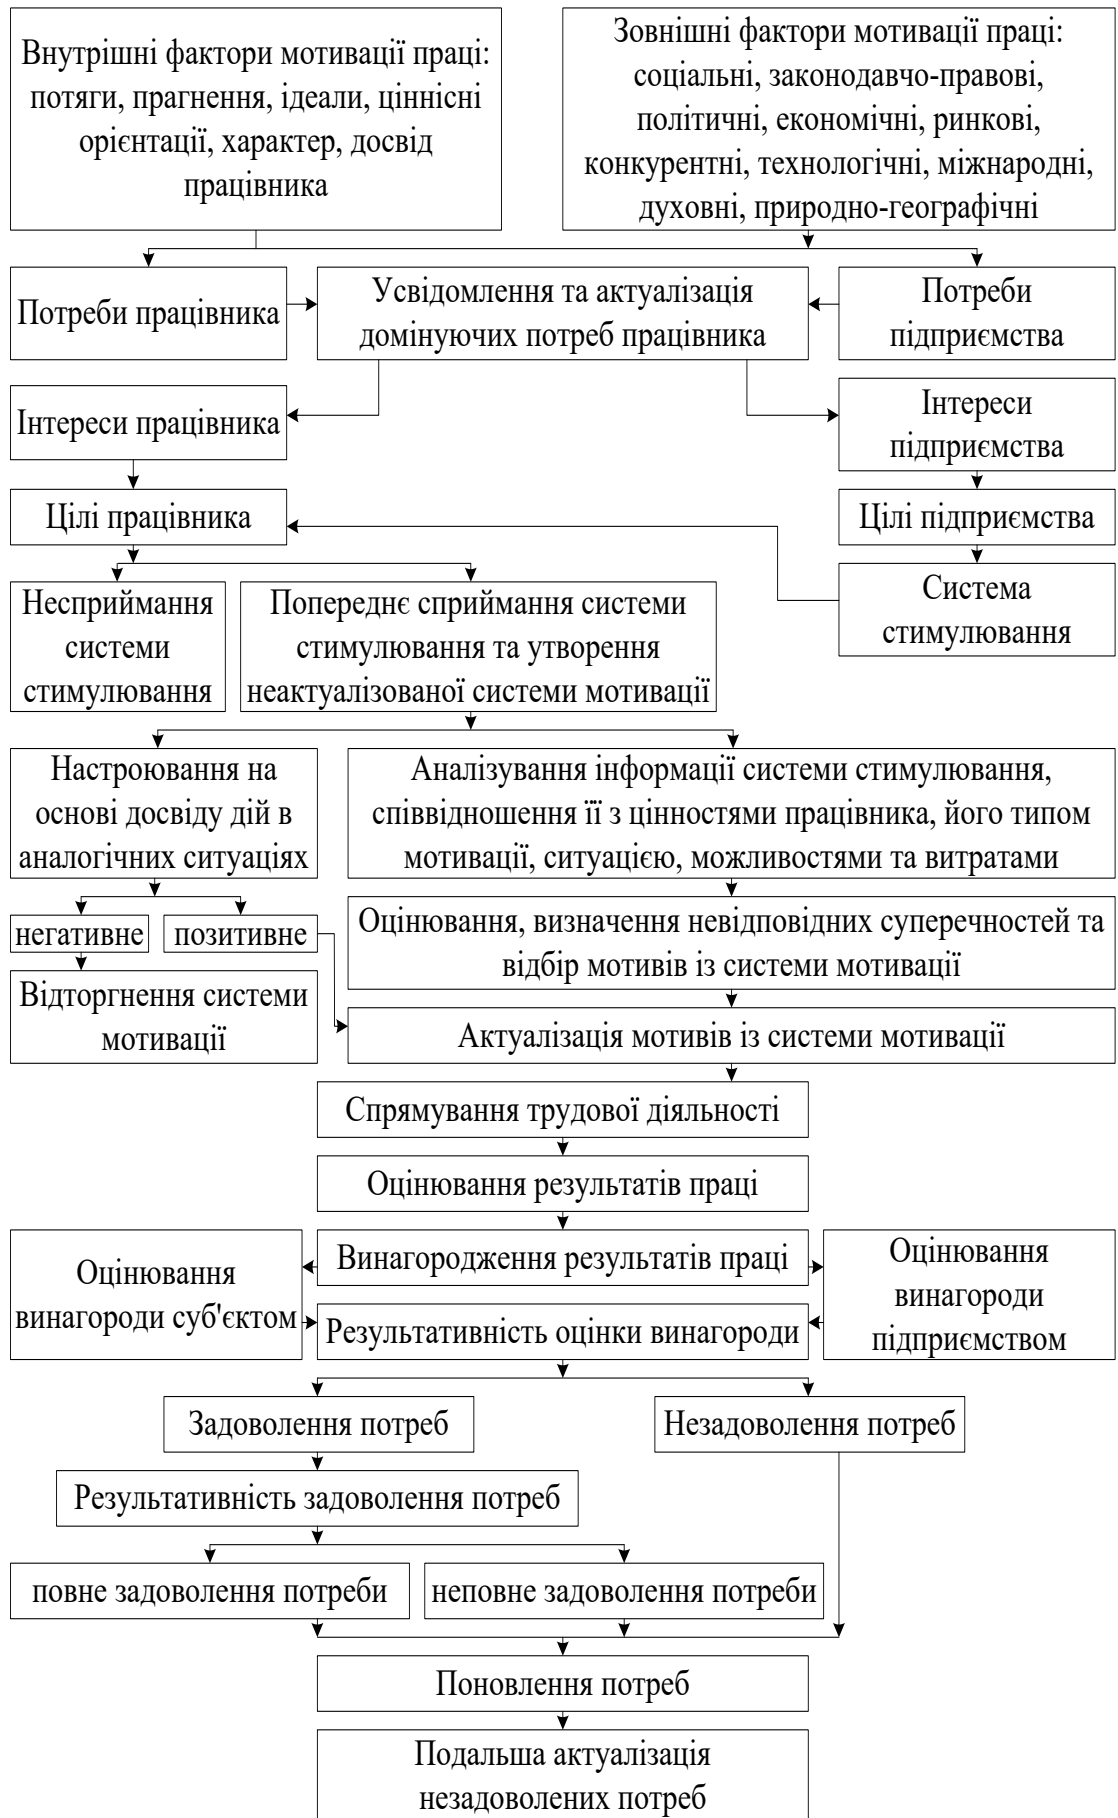 Внутрішні фактори мотивації праці:
потяги, прагнення, ідеали, ціннісні
орієнтації, характер, досвід
працівника
Зовнішні фактори мотивації праці:
соціальні, законодавчо-правові,
політичні, економічні, ринкові,
конкурентні, технологічні, міжнародні,
духовні, природно-географічні
Потреби працівника
Усвідомлення та актуалізація
домінуючих потреб працівника
Потреби
підприємства
Інтереси працівника
Інтереси
підприємства
Цілі працівника
Цілі підприємства
Несприймання
системи
стимулювання
Попереднє сприймання системи
стимулювання та утворення
неактуалізованої системи мотивації
Система
стимулювання
Настроювання на
основі досвіду дій в
аналогічних ситуаціях
Аналізування інформації системи стимулювання,
співвідношення її з цінностями працівника, його типом
мотивації, ситуацією, можливостями та витратами
негативне
позитивне
Оцінювання, визначення невідповідних суперечностей та
відбір мотивів із системи мотивації
Відторгнення системи
мотивації
Актуалізація мотивів із системи мотивації
Спрямування трудової діяльності
Оцінювання результатів праці
Оцінювання
винагороди суб'єктом
Винагородження результатів праці
Оцінювання
винагороди
підприємством
Результативність оцінки винагороди
Задоволення потреб
Незадоволення потреб
Результативність задоволення потреб
повне задоволення потреби
неповне задоволення потреби
Поновлення потреб
Подальша актуалізація
незадоволених потреб